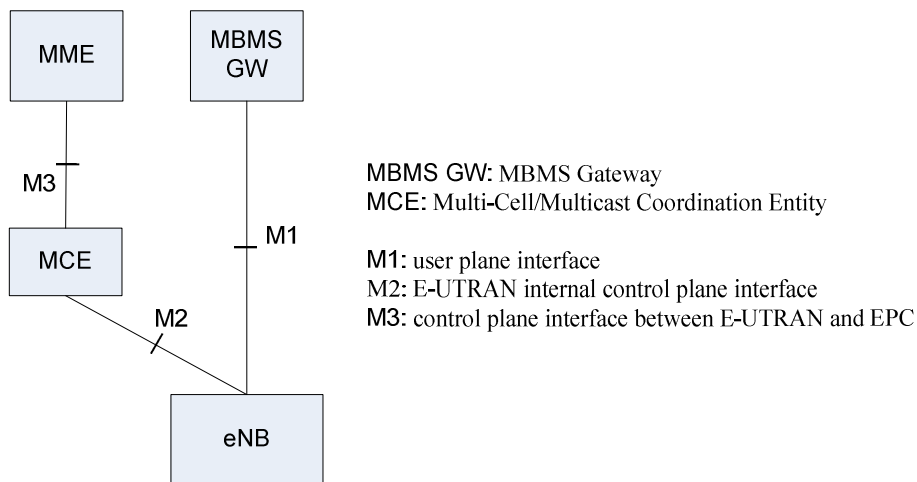 MME
MBMS
GW
M3
M1
MCE
M2
eNB
MBMS GW: MBMS Gateway
MCE: Multi-Cell/Multicast Coordination Entity
M1: user plane interface
M2: E-UTRAN internal control plane interface
M3: control plane interface between E-UTRAN and EPC